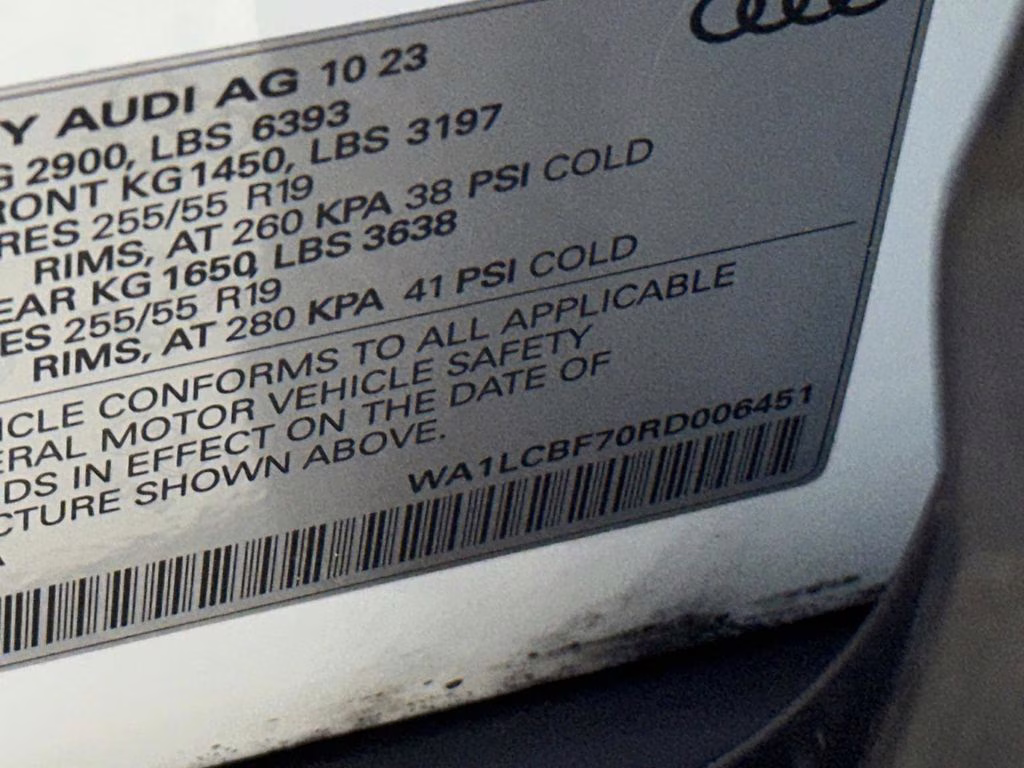 Y AUDI AG 10 23
G 2900, LBS 6393
RONT KG 1450, LBS 3197
RES 255/55 R19
RIMS, AT 260 KPA 38 PSI COLD
EAR KG 1650, LBS 3638
ES 255/55 R19
RIMS, AT 280 KPA 41 PSI COLD
ICLE CONFORMS TO ALL APPLICABLE
ERAL MOTOR VEHICLE SAFETY
DS IN EFFECT ON THE DATE OF
CTURE SHOWN ABOVE.
WA1LCBF70RD006451